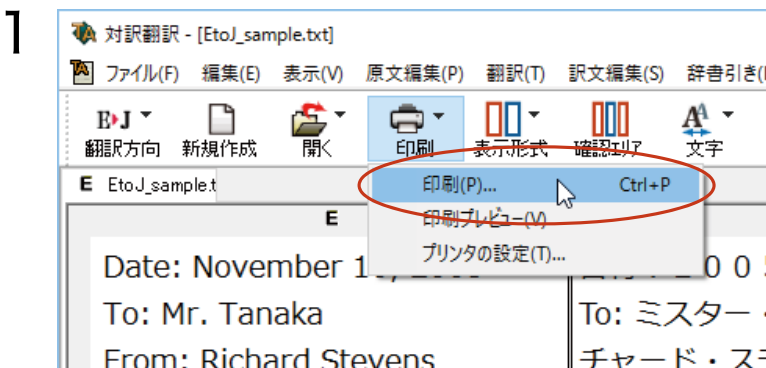 1
対訳翻訳 - [EtoJ_sample.txt]
ファイル(F) 編集(E) 表示(V) 原文編集(P) 翻訳(T) 訳文編集(S) 辞書引き(
E▸J
翻訳方向 新規作成 開く 印刷 表示形式 確認エリア 文字
E EtoJ_sample.t
印刷(P)... Ctrl+P
E
印刷プレビュー(V)
プリンタの設定(T)...
Date: November
To: Mr. Tanaka
To: ミスター・
From: Richard Stevens
チャード・ス